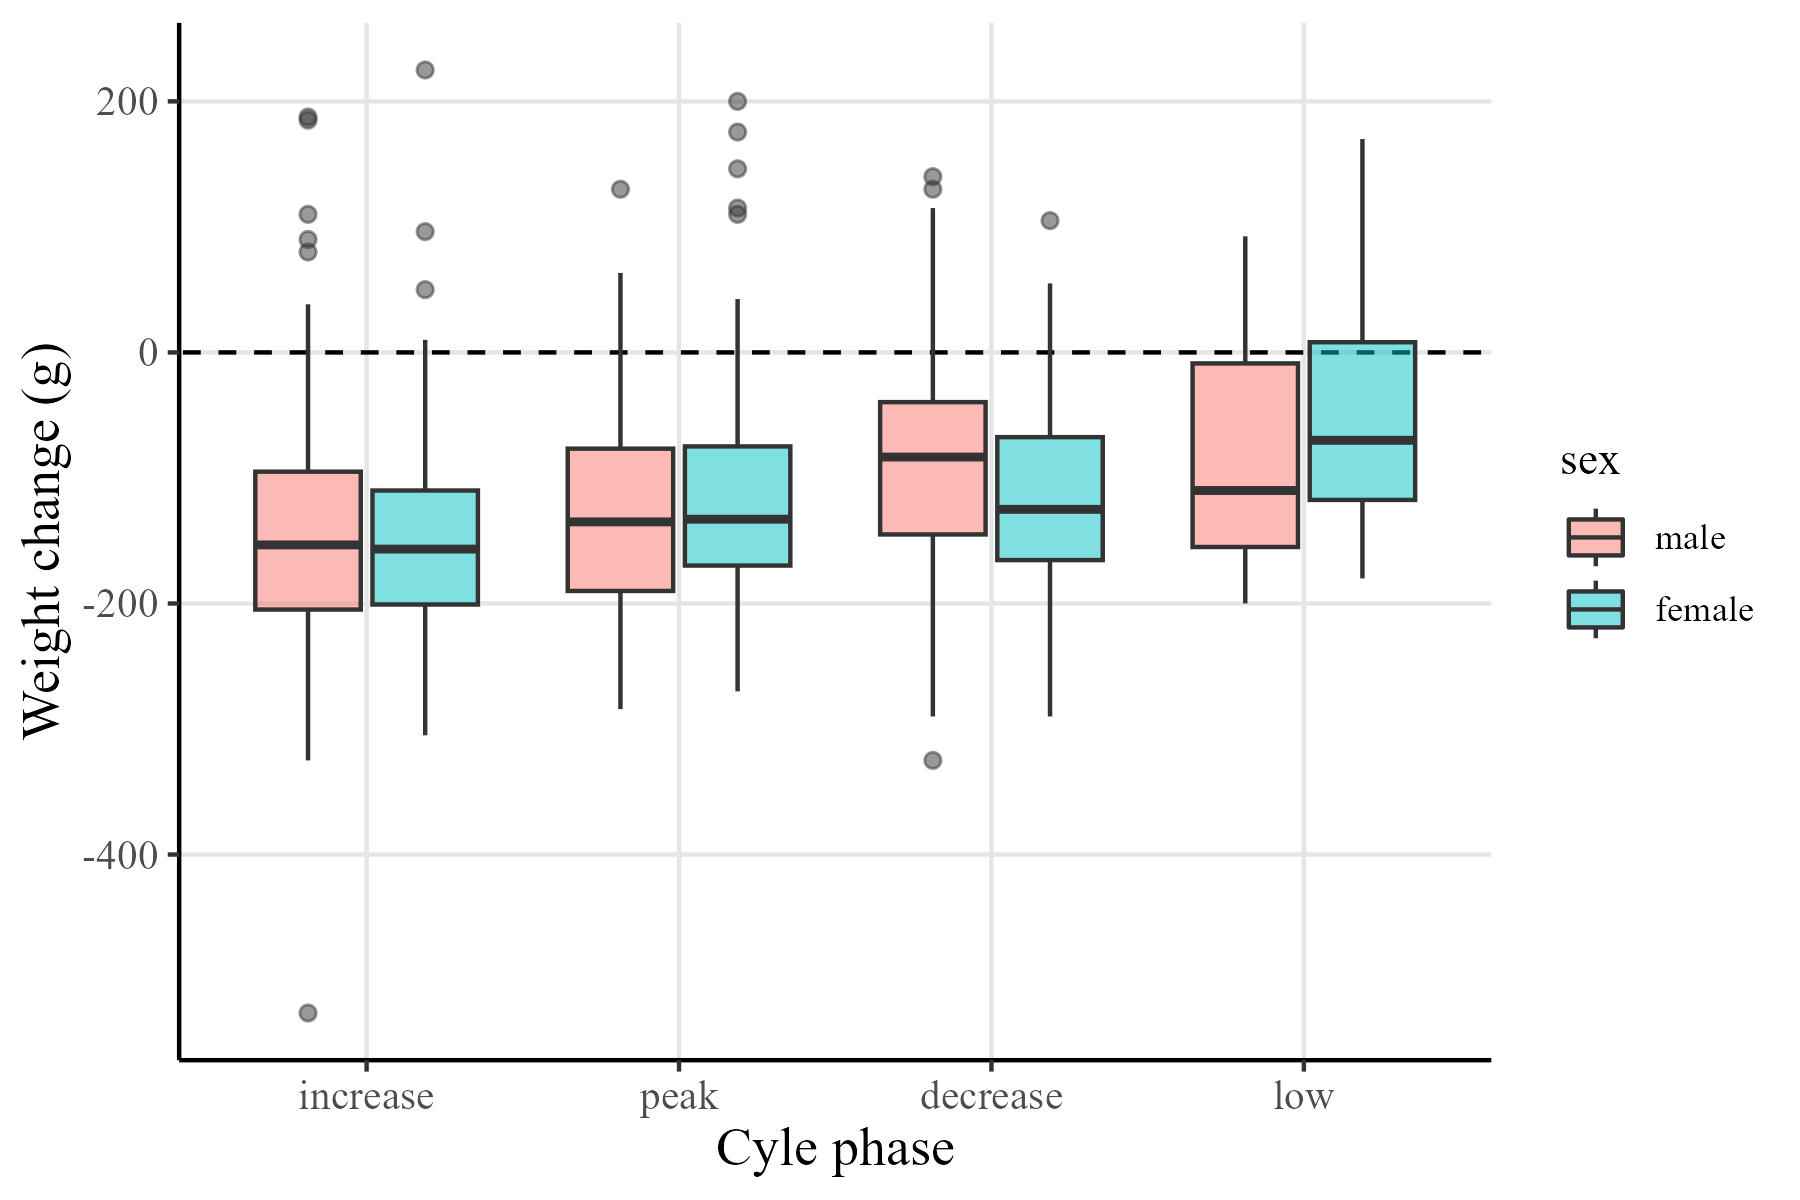 200
0
-200
-400
Weight change (g)
increase
peak
decrease
low
Cyle phase
sex
male
female